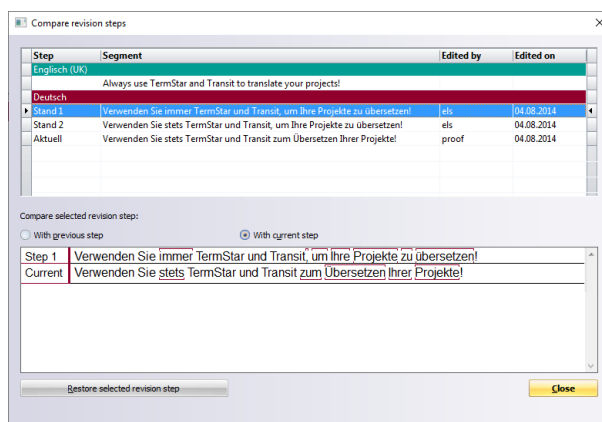 Compare revision steps
Step Segment Edited by Edited on
Englisch (UK)
Always use TermStar and Transit to translate your projects!
Deutsch
Stand 1 Verwenden Sie immer TermStar und Transit, um Ihre Projekte zu übersetzen! els 04.08.2014
Stand 2 Verwenden Sie stets TermStar und Transit, um Ihre Projekte zu übersetzen! els 04.08.2014
Aktuell Verwenden Sie stets TermStar und Transit zum Übersetzen Ihrer Projekte! proof 04.08.2014
Compare selected revision step:
With previous step With current step
Step 1 Verwenden Sie immer TermStar und Transit, um Ihre Projekte zu übersetzen!
Current Verwenden Sie stets TermStar und Transit zum Übersetzen Ihrer Projekte!
Restore selected revision step Close